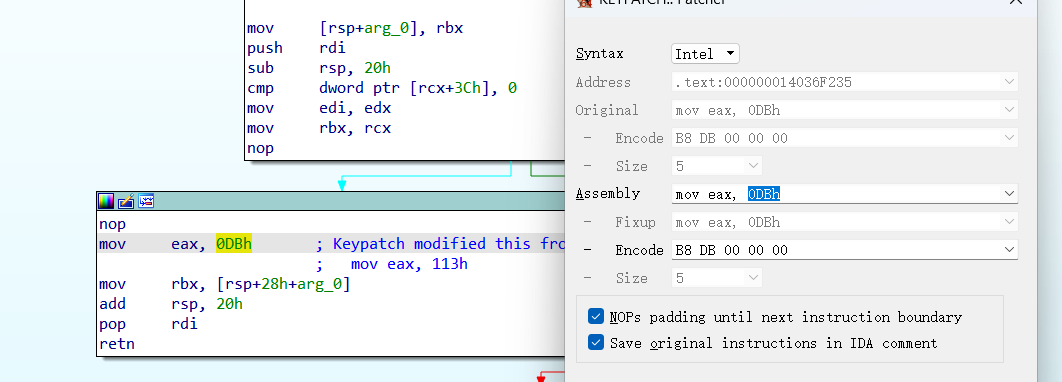 mov [rsp+arg_0], rbx
push rdi
sub rsp, 20h
cmp dword ptr [rcx+3Ch], 0
mov edi, edx
mov rbx, rcx
nop
nop
mov eax, 0DBh ; Keypatch modified this fro
; mov eax, 113h
mov rbx, [rsp+28h+arg_0]
add rsp, 20h
pop rdi
retn
KEYPATCH:: Patcher
Syntax Intel
Address .text:000000014036F235
Original mov eax, 0DBh
- Encode B8 DB 00 00 00
- Size 5
Assembly mov eax, 0DBh
- Fixup mov eax, 0DBh
- Encode B8 DB 00 00 00
- Size 5
NOPs padding until next instruction boundary
Save original instructions in IDA comment